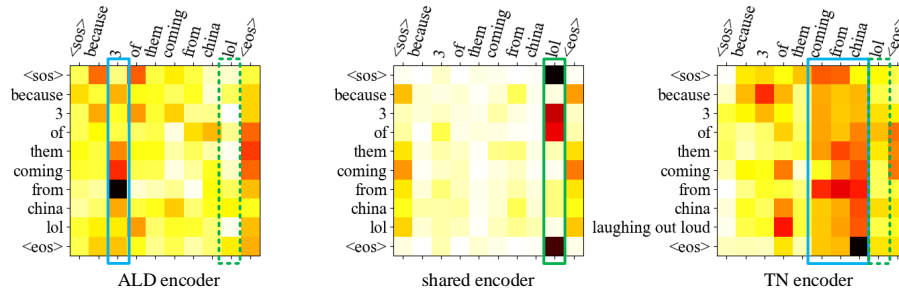 <sos> because 3 of them coming from china lol <eos>
<sos> because 3 of them coming from china lol <eos>
<sos> because 3 of them coming from china lol <eos>
<sos>
because
3
of
them
coming
from
china
lol
<eos>
<sos>
because
3
of
them
coming
from
china
lol
<eos>
<sos>
because
3
of
them
coming
from
china
laughing out loud
<eos>
ALD encoder
shared encoder
TN encoder